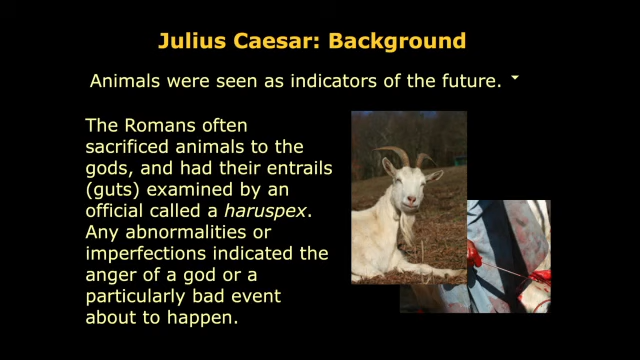 Julius Caesar: Background
Animals were seen as indicators of the future.
The Romans often
sacrificed animals to the
gods, and had their entrails
(guts) examined by an
official called a haruspex.
Any abnormalities or
imperfections indicated the
anger of a god or a
particularly bad event
about to happen.